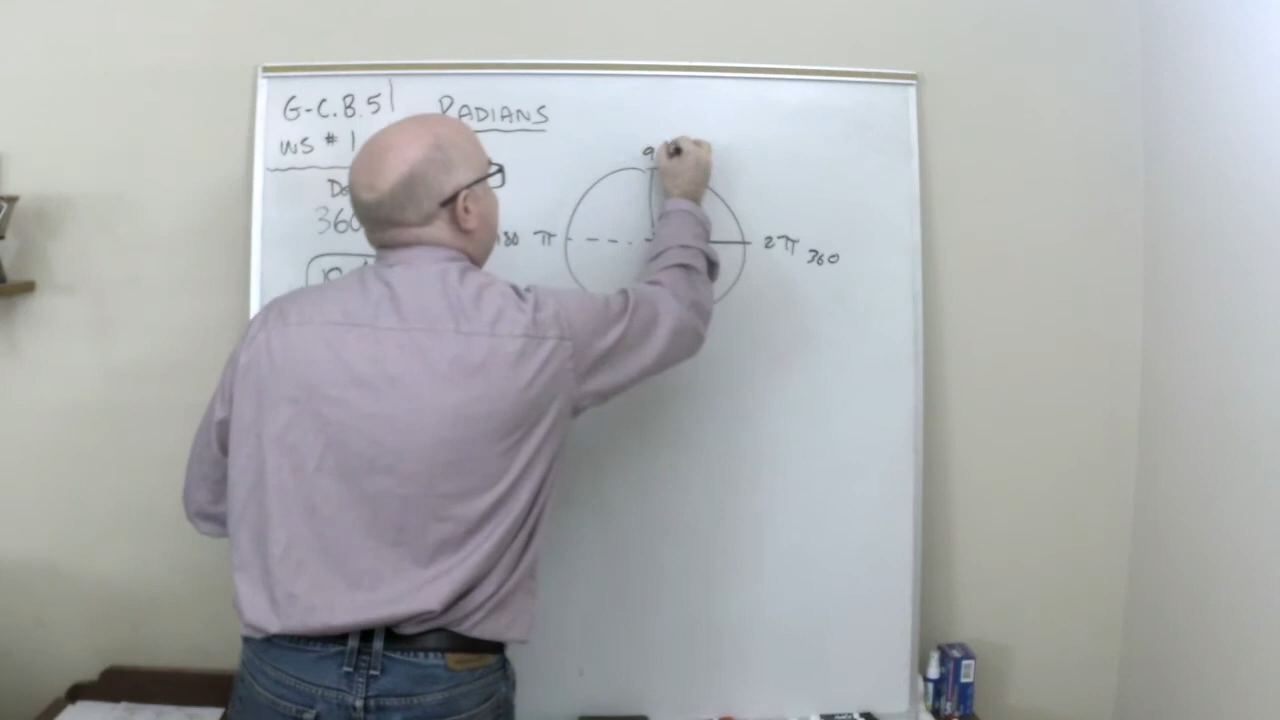 G-C.B.5
RADIANS
WS # 1
9
360
180 π
2π 360